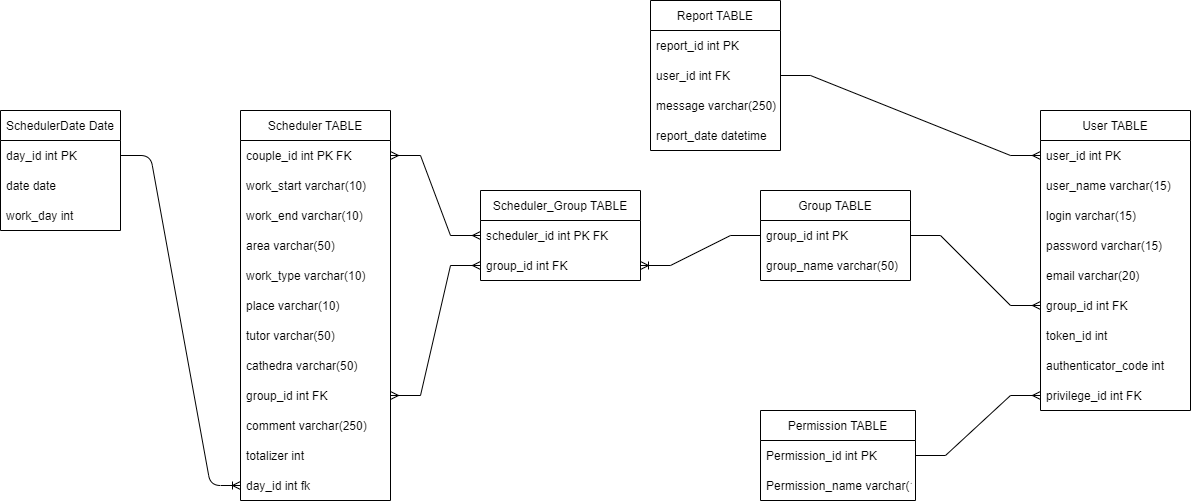 Report TABLE
report_id int PK
user_id int FK
message varchar(250)
report_date datetime
SchedulerDate Date
day_id int PK
date date
work_day int
Scheduler TABLE
couple_id int PK FK
work_start varchar(10)
work_end varchar(10)
area varchar(50)
work_type varchar(10)
place varchar(10)
tutor varchar(50)
cathedra varchar(50)
group_id int FK
comment varchar(250)
totalizer int
day_id int fk
Scheduler_Group TABLE
scheduler_id int PK FK
group_id int FK
Group TABLE
group_id int PK
group_name varchar(50)
User TABLE
user_id int PK
user_name varchar(15)
login varchar(15)
password varchar(15)
email varchar(20)
group_id int FK
token_id int
authenticator_code int
privilege_id int FK
Permission TABLE
Permission_id int PK
Permission_name varchar(